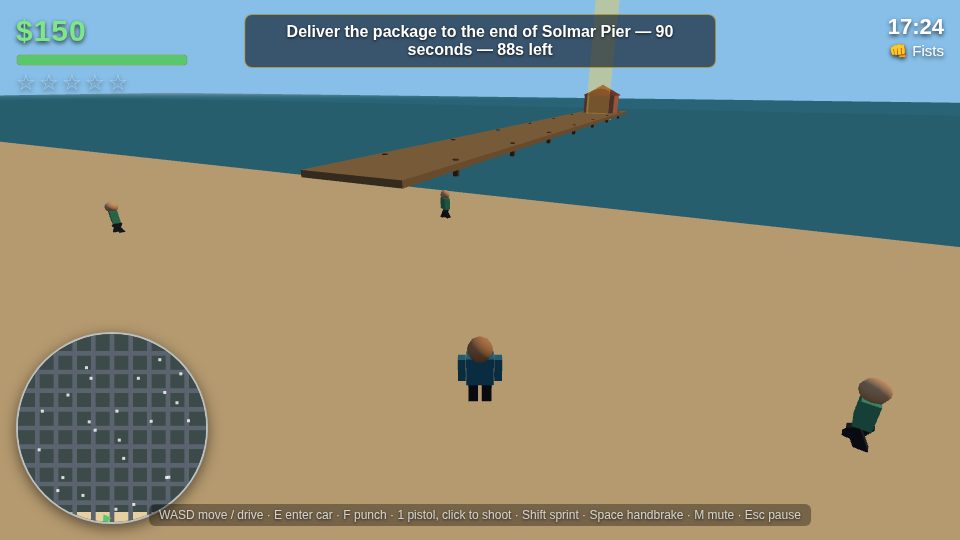 $150
Deliver the package to the end of Solmar Pier — 90
seconds — 88s left
17:24
Fists
WASD move / drive · E enter car · F punch · 1 pistol, click to shoot · Shift sprint · Space handbrake · M mute · Esc pause